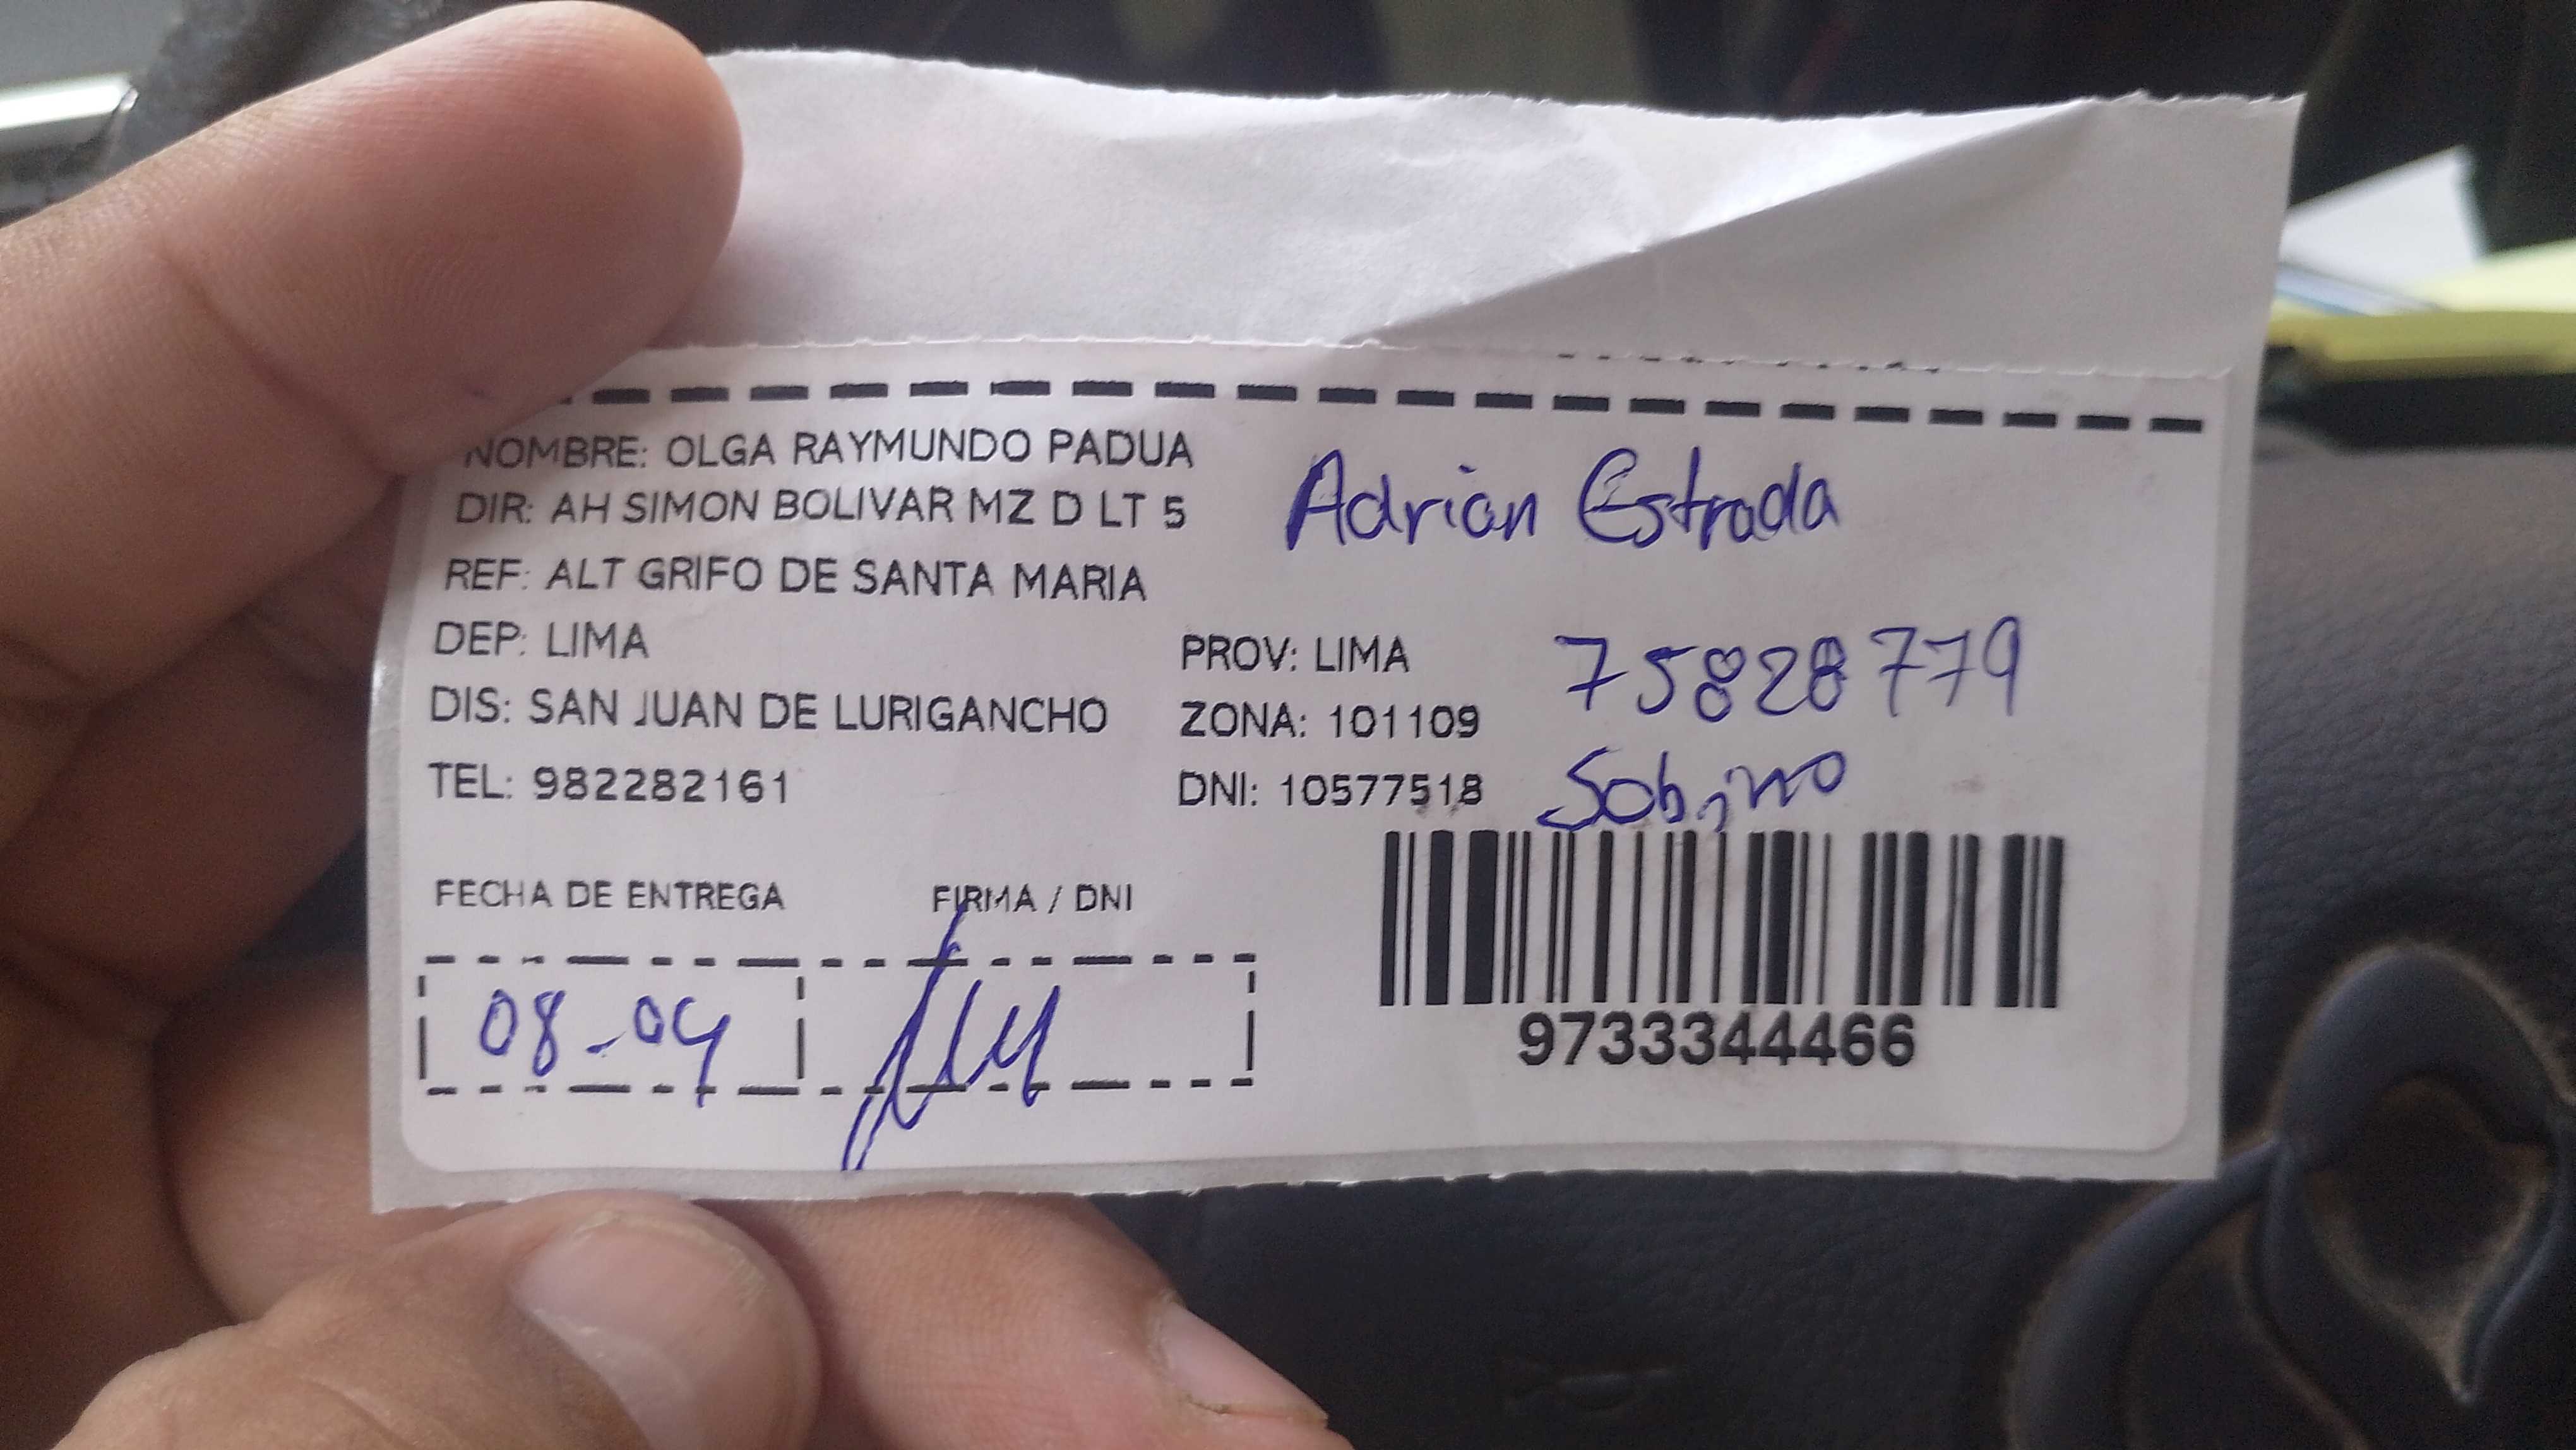 NOMBRE: OLGA RAYMUNDO PADUA
DIR: AH SIMON BOLIVAR MZ D LT 5
Adrian Estrada
REF: ALT GRIFO DE SANTA MARIA
DEP: LIMA
PROV: LIMA
75828779
DIS: SAN JUAN DE LURIGANCHO
ZONA: 101109
TEL: 982282161
DNI: 10577518
Sobino
FECHA DE ENTREGA
FIRMA / DNI
08-04
9733344466